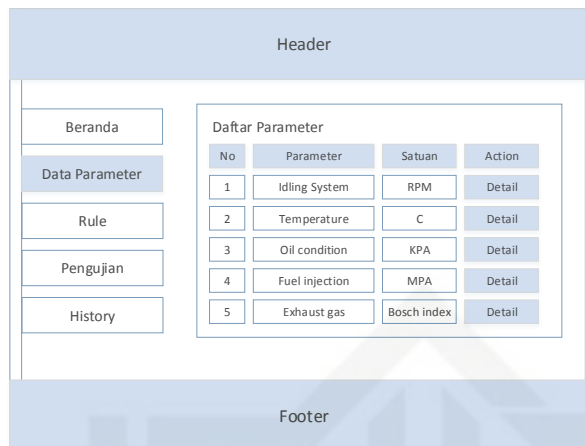 Header
Beranda
Data Parameter
Rule
Pengujian
History
Daftar Parameter
No Parameter Satuan Action
1 Idling System RPM Detail
2 Temperature C Detail
3 Oil condition KPA Detail
4 Fuel injection MPA Detail
5 Exhaust gas Bosch index Detail
Footer